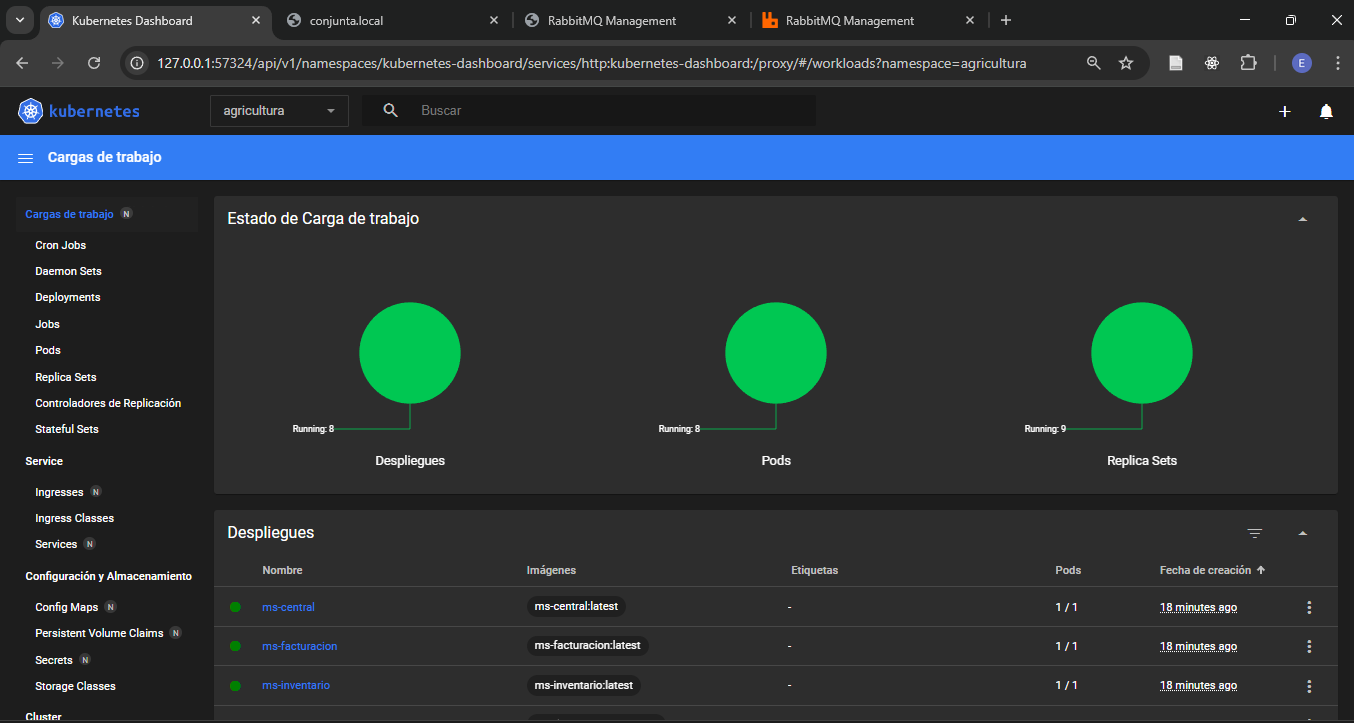 Kubernetes Dashboard
conjunta.local
RabbitMQ Management
RabbitMQ Management
127.0.0.1:57324/api/v1/namespaces/kubernetes-dashboard/services/http:kubernetes-dashboard:/proxy/#/workloads?namespace=agricultura
E
kubernetes
agricultura
Buscar
Cargas de trabajo
Cargas de trabajo N
Cron Jobs
Daemon Sets
Deployments
Jobs
Pods
Replica Sets
Controladores de Replicación
Stateful Sets
Service
Ingresses N
Ingress Classes
Services N
Configuración y Almacenamiento
Config Maps N
Persistent Volume Claims N
Secrets N
Storage Classes
Cluster
Estado de Carga de trabajo
Running: 8
Despliegues
Running: 8
Pods
Running: 9
Replica Sets
Despliegues
Nombre Imágenes Etiquetas Pods Fecha de creación
ms-central ms-central:latest - 1 / 1 18 minutes ago
ms-facturacion ms-facturacion:latest - 1 / 1 18 minutes ago
ms-inventario ms-inventario:latest - 1 / 1 18 minutes ago